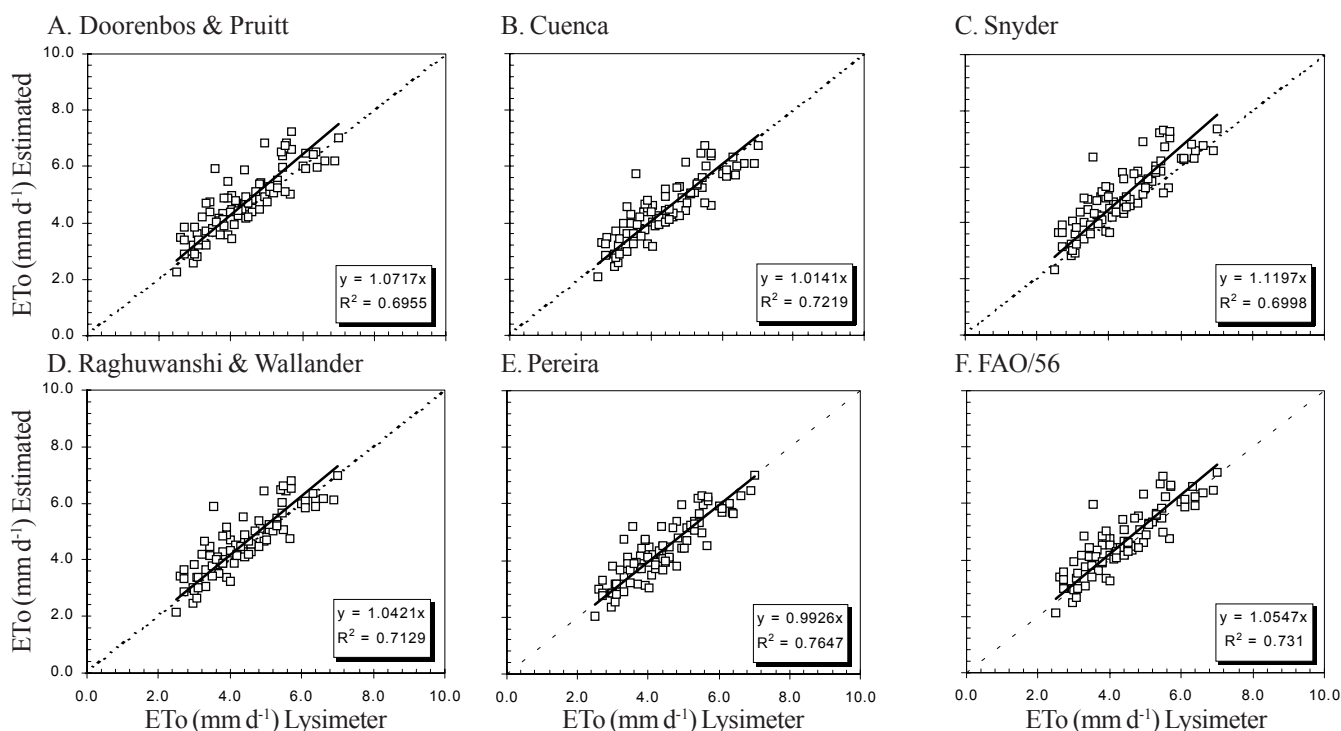 A. Doorenbos & Pruitt
B. Cuenca
C. Snyder
ETo (mm d-1) Estimated
10.0
8.0
6.0
4.0
2.0
0.0
y = 1.0717x
R2 = 0.6955
y = 1.0141x
R2 = 0.7219
y = 1.1197x
R2 = 0.6998
D. Raghuwanshi & Wallander
E. Pereira
F. FAO/56
ETo (mm d-1) Estimated
10.0
8.0
6.0
4.0
2.0
0.0
y = 1.0421x
R2 = 0.7129
y = 0.9926x
R2 = 0.7647
y = 1.0547x
R2 = 0.731
0.0 2.0 4.0 6.0 8.0 10.0
0.0 2.0 4.0 6.0 8.0 10.0
0.0 2.0 4.0 6.0 8.0 10.0
ETo (mm d-1) Lysimeter
ETo (mm d-1) Lysimeter
ETo (mm d-1) Lysimeter